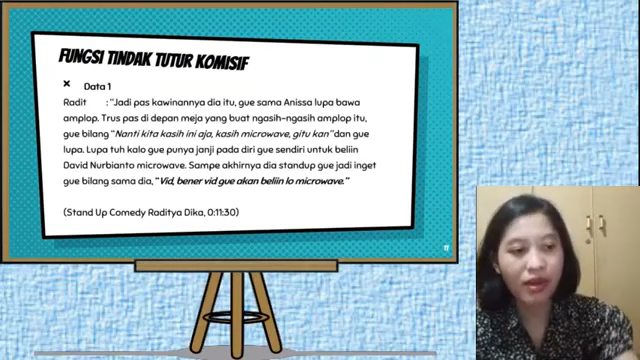 FUNGSI TINDAK TUTUR KOMISIF
× Data 1
Radit : "Jadi pas kawinannya dia itu, gue sama Anissa lupa bawa
amplop. Trus pas di depan meja yang buat ngasih-ngasih amplop itu,
gue bilang "Nanti kita kasih ini aja, kasih microwave, gitu kan" dan gue
lupa. Lupa tuh kalo gue punya janji pada diri gue sendiri untuk beliin
David Nurbianto microwave. Sampe akhirnya dia standup gue jadi inget
gue bilang sama dia, "Vid, bener vid gue akan beliin lo microwave."
(Stand Up Comedy Raditya Dika, 0:11:30)
11